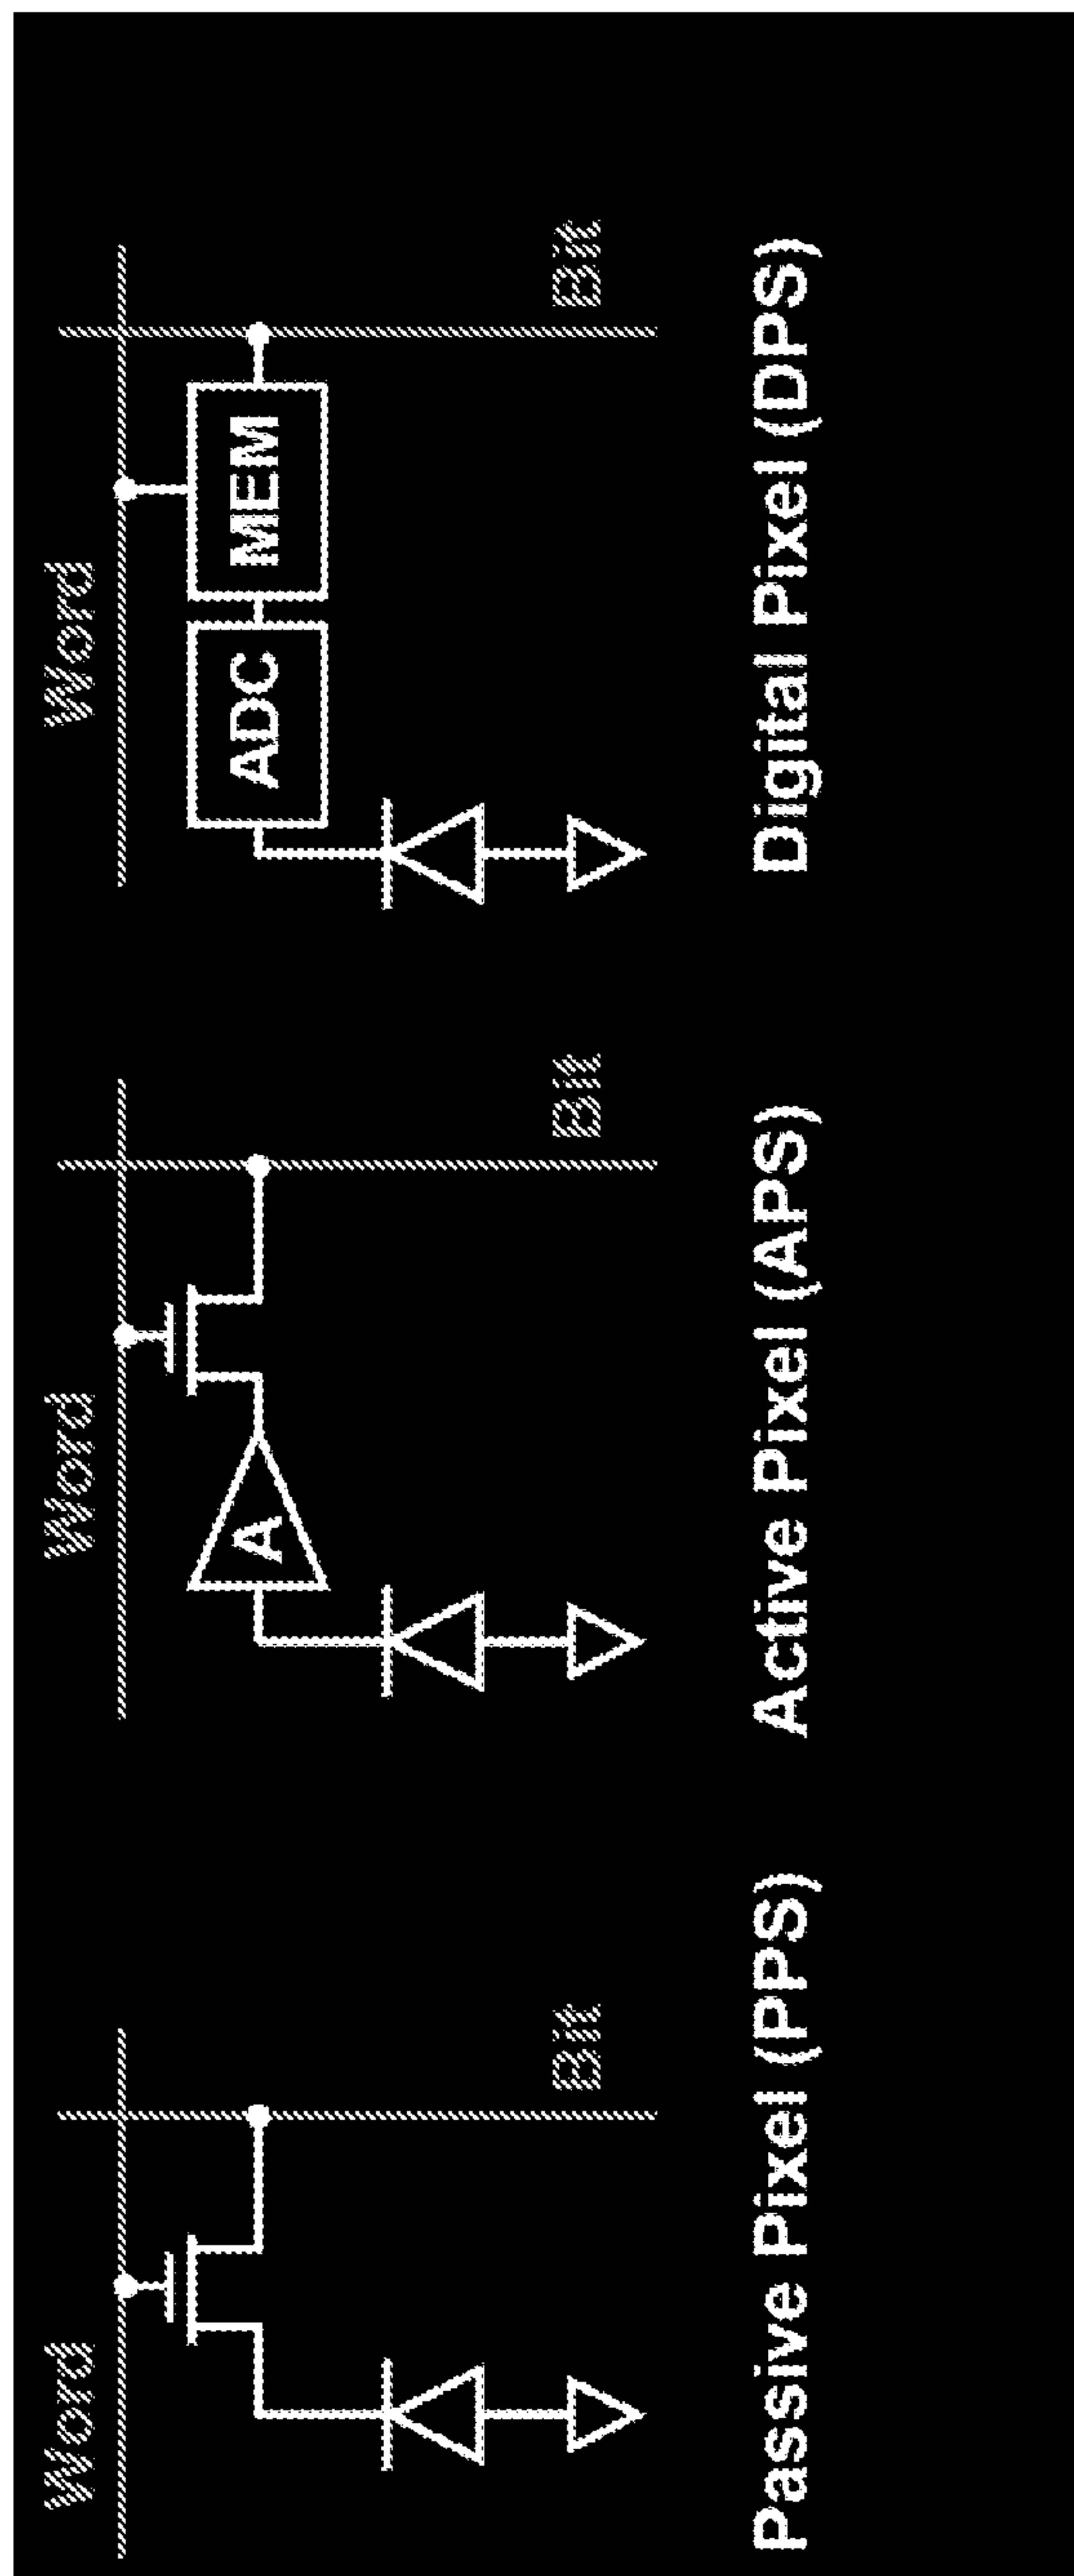 Word
Bit
Passive Pixel (PPS)
Word
A
Bit
Active Pixel (APS)
Word
ADC
MEM
Bit
Digital Pixel (DPS)